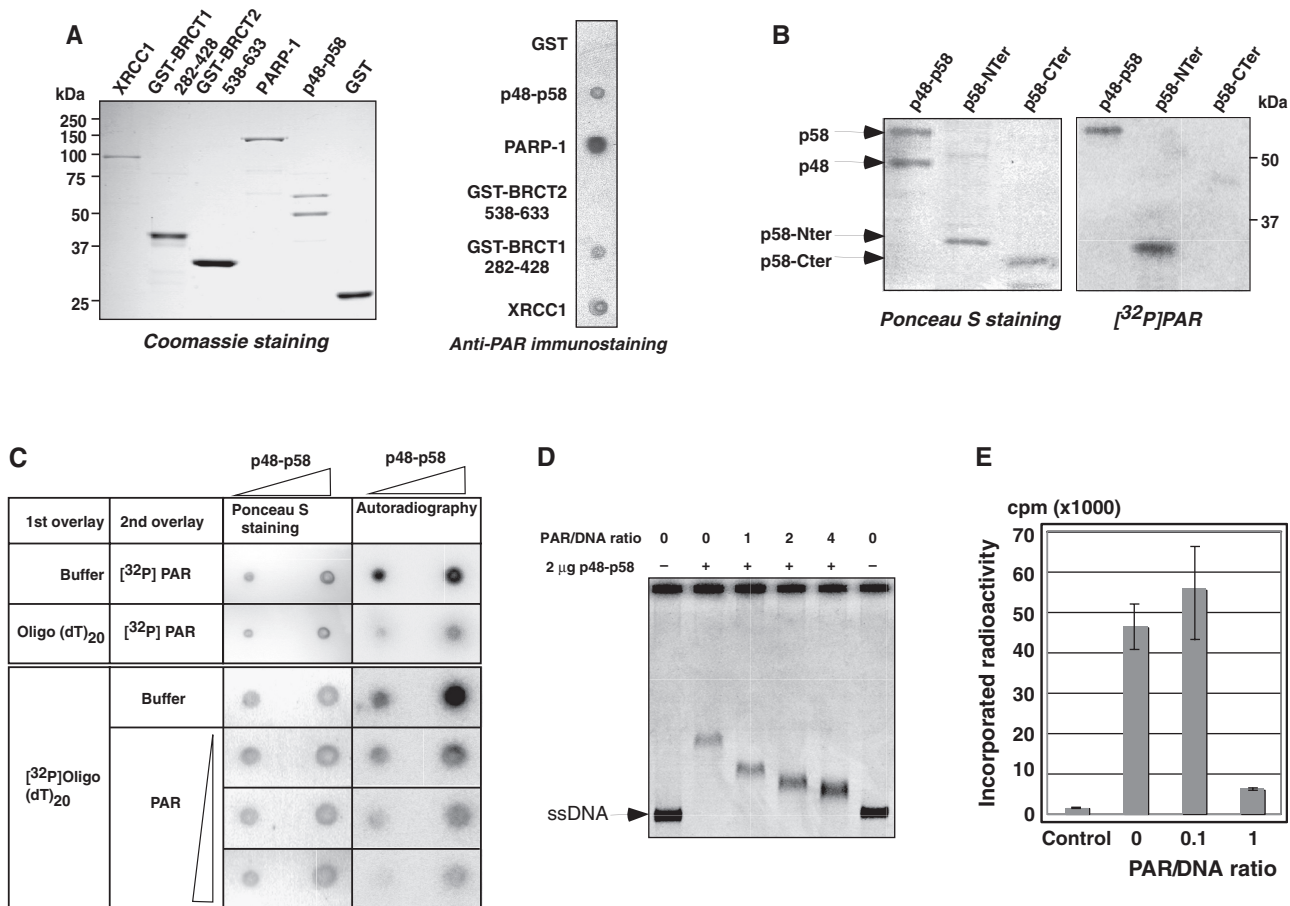 A
XRCC1
GST-BRCT1
282-428
GST-BRCT2
538-633
PARP-1
p48-p58
GST
kDa
250
150
100
75
50
37
25
Coomassie staining
GST
p48-p58
PARP-1
GST-BRCT2
538-633
GST-BRCT1
282-428
XRCC1
Anti-PAR immunostaining
B
p48-p58
p58-NTer
p58-CTer
p48-p58
p58-NTer
p58-CTer
kDa
p58
p48
p58-Nter
p58-Cter
50
37
Ponceau S staining
[32P]PAR
C
p48-p58
p48-p58
1st overlay
2nd overlay
Ponceau S
staining
Autoradiography
Buffer
[32P] PAR
Oligo (dT)20
[32P] PAR
Buffer
[32P]Oligo
(dT)20
PAR
D
PAR/DNA ratio 0 0 1 2 4 0
2 µg p48-p58 – + + + + –
ssDNA
E
cpm (x1000)
Incorporated radioactivity
70
60
50
40
30
20
10
0
Control 0 0.1 1
PAR/DNA ratio